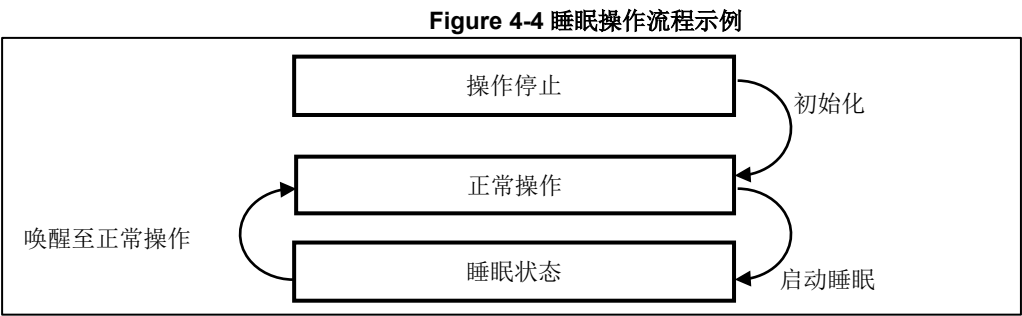 Figure 4-4 睡眠操作流程示例
操作停止
初始化
正常操作
唤醒至正常操作
睡眠状态
启动睡眠